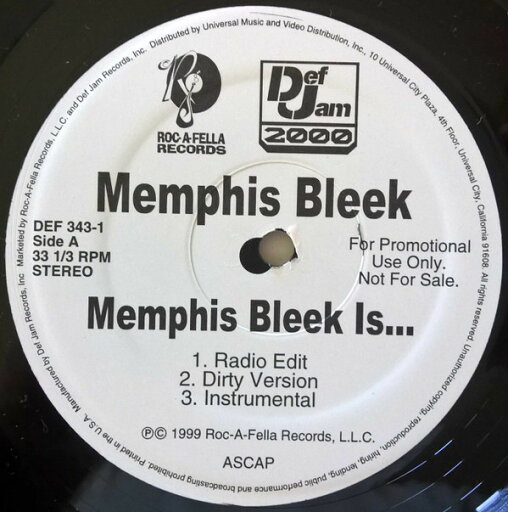 Manufactured by Def Jam Records, Inc. Marketed by Roc-A-Fella Records, L.L.C. and Def Jam Records, Inc. Distributed by Universal Music and Video Distribution, Inc., 10 Universal City Plaza, 4th Floor, Universal City, California 91608. All rights reserved. Unauthorized copying, reproduction, hiring, lending, public performance and broadcasting prohibited. Printed in the U.S.A.
R
ROC-A-FELLA
RECORDS
Def
Jam
2000
Memphis Bleek
DEF 343-1
Side A
33 1/3 RPM
STEREO
For Promotional
Use Only.
Not For Sale.
Memphis Bleek Is...
1. Radio Edit
2. Dirty Version
3. Instrumental
℗© 1999 Roc-A-Fella Records, L.L.C.
ASCAP